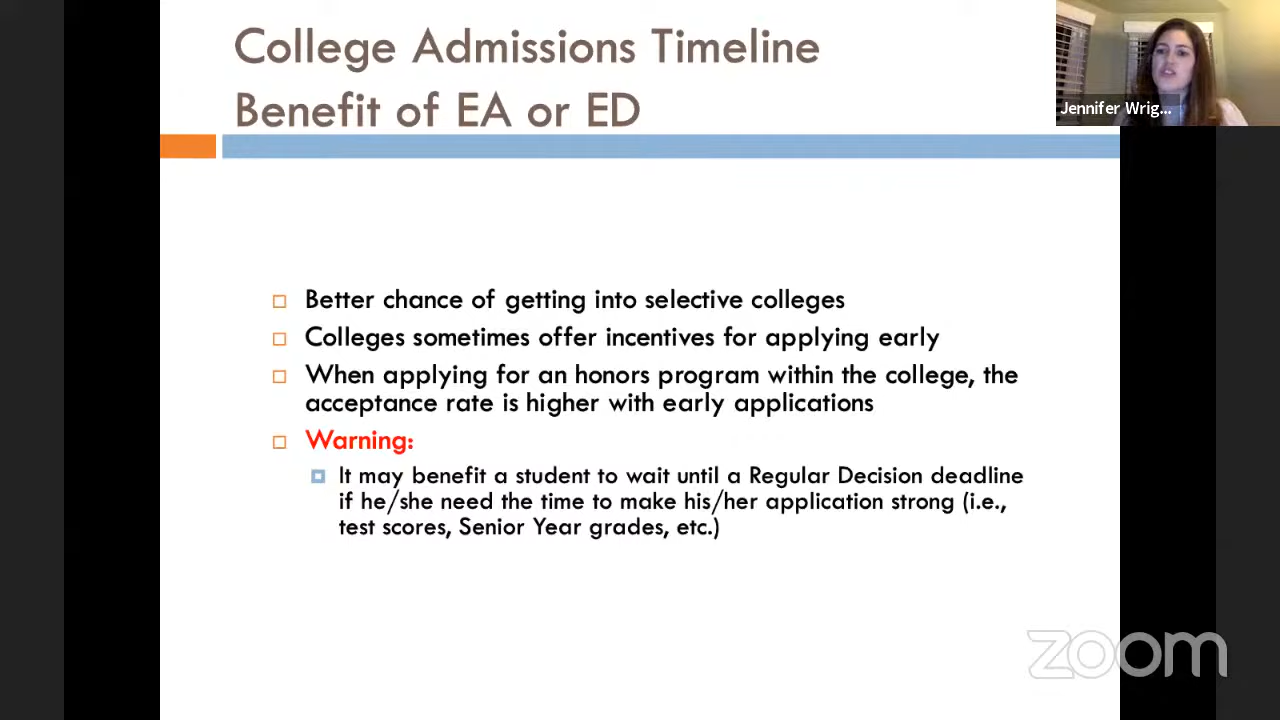 College Admissions Timeline
Benefit of EA or ED
Jennifer Wrig...
Better chance of getting into selective colleges
Colleges sometimes offer incentives for applying early
When applying for an honors program within the college, the
acceptance rate is higher with early applications
Warning:
It may benefit a student to wait until a Regular Decision deadline
if he/she need the time to make his/her application strong (i.e.,
test scores, Senior Year grades, etc.)
zoom